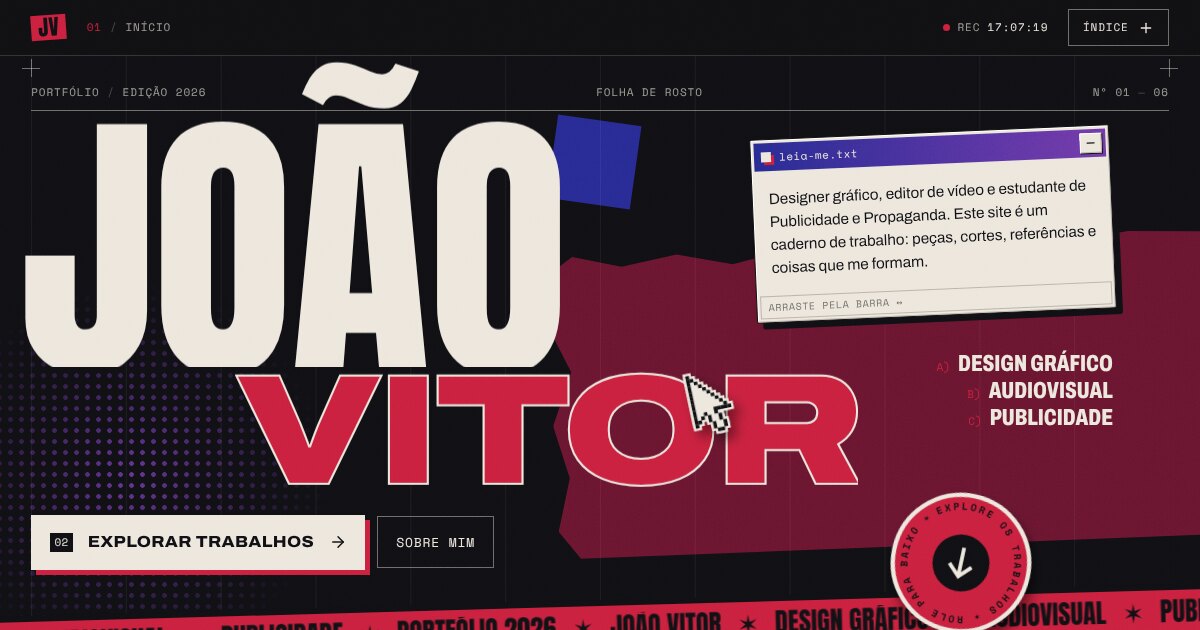 JV
01 / INÍCIO
REC 17:07:19
ÍNDICE +
PORTFÓLIO / EDIÇÃO 2026
FOLHA DE ROSTO
Nº 01 — 06
JOÃO
VITOR
leia-me.txt
Designer gráfico, editor de vídeo e estudante de
Publicidade e Propaganda. Este site é um
caderno de trabalho: peças, cortes, referências e
coisas que me formam.
ARRASTE PELA BARRA ↔
A) DESIGN GRÁFICO
B) AUDIOVISUAL
C) PUBLICIDADE
02 EXPLORAR TRABALHOS →
SOBRE MIM
EXPLORE OS TRABALHOS * ROLE PARA BAIXO *
PUBLICIDADE ✶ PORTFÓLIO 2026 ✶ JOÃO VITOR ✶ DESIGN GRÁFICO AUDIOVISUAL ✶